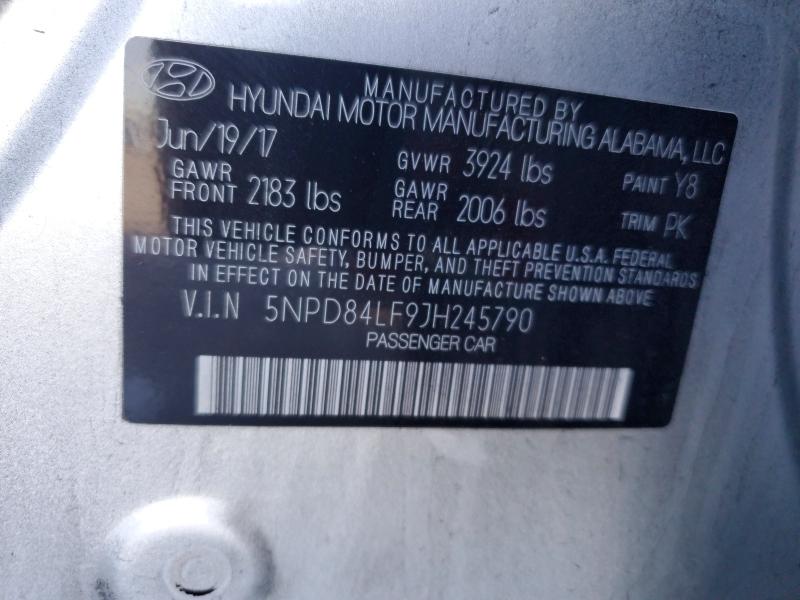 MANUFACTURED BY
HYUNDAI MOTOR MANUFACTURING ALABAMA, LLC
Jun/19/17
GAWR FRONT 2183 lbs
GVWR 3924 lbs
GAWR REAR 2006 lbs
PAINT Y8
TRIM PK
THIS VEHICLE CONFORMS TO ALL APPLICABLE U.S.A. FEDERAL
MOTOR VEHICLE SAFETY, BUMPER, AND THEFT PREVENTION STANDARDS
IN EFFECT ON THE DATE OF MANUFACTURE SHOWN ABOVE.
V.I.N 5NPD84LF9JH245790
PASSENGER CAR